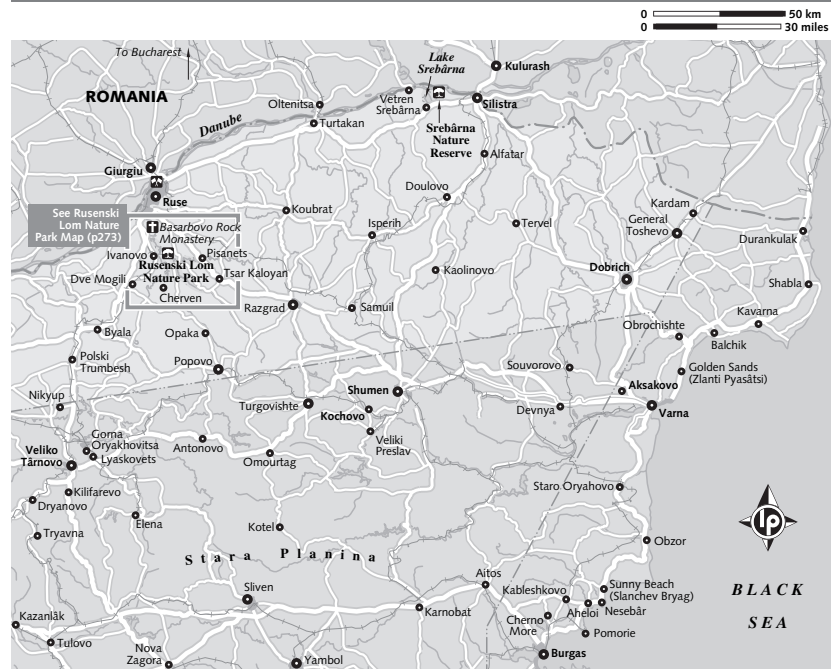 0 50 km
0 30 miles
To Bucharest
ROMANIA
Danube
Oltenitsa
Turtakan
Vetren
Srebârna
Lake
Srebârna
Kulurash
Silistra
Srebârna
Nature
Reserve
Alfatar
Giurgiu
Ruse
See Rusenski
Lom Nature
Park Map (p273)
Basarbovo Rock
Monastery
Ivanovo
Pisanets
Rusenski Lom
Nature Park
Tsar Kaloyan
Dve Mogili
Cherven
Koubrat
Doulovo
Isperih
Tervel
Kaolinovo
Kardam
General
Toshevo
Durankulak
Dobrich
Shabla
Kavarna
Obrochishte
Balchik
Razgrad
Samuil
Byala
Opaka
Polski
Trumbesh
Popovo
Souvorovo
Golden Sands
(Zlanti Pyasâtsi)
Aksakovo
Nikyup
Shumen
Turgovishte
Kochovo
Devnya
Varna
Veliki
Preslav
Gorna
Oryakhovitsa
Veliko
Târnovo
Lyaskovets
Antonovo
Omourtag
Kilifarevo
Dryanovo
Elena
Tryavna
Kotel
Staro Oryahovo
Obzor
lp
Stara Planina
BLACK
SEA
Aitos
Kableshkovo
Sunny Beach
(Slanchev Bryag)
Sliven
Karnobat
Aheloi
Nesebâr
Cherno
More
Pomorie
Kazanlâk
Tulovo
Nova
Zagora
Yambol
Burgas